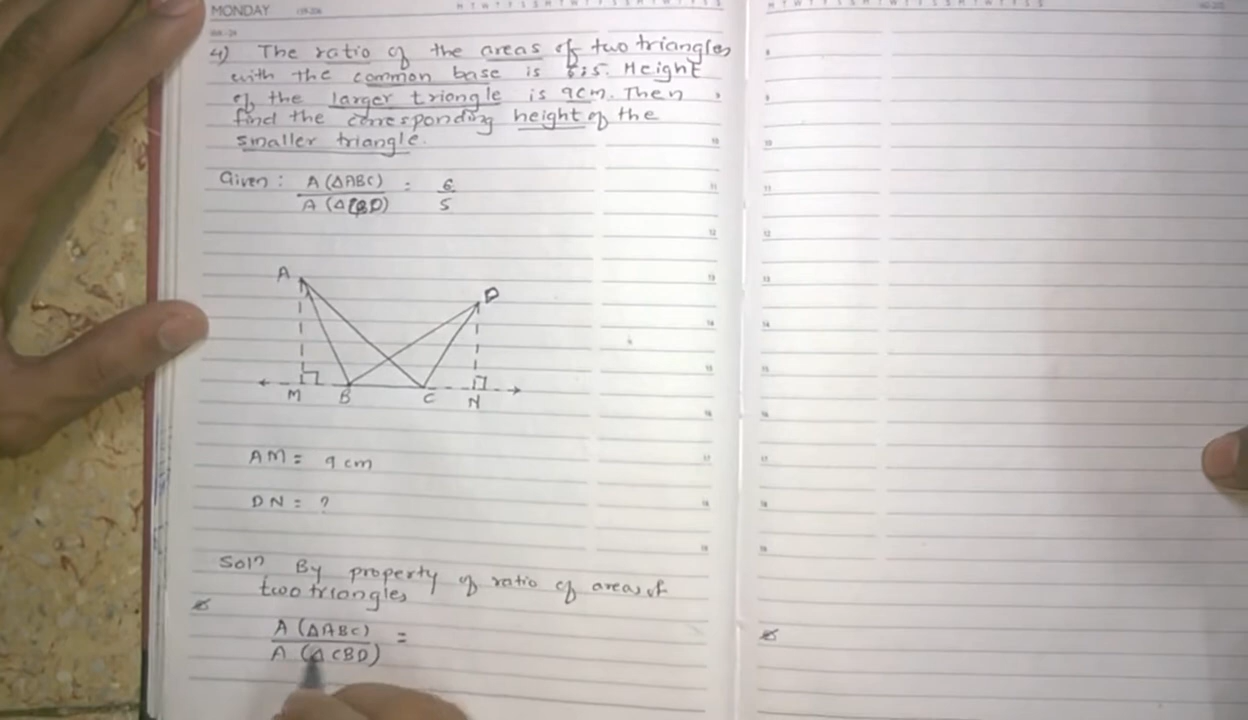 MONDAY
4) The ratio of the areas of two triangles
with the common base is 6:5. Height
of the larger triangle is 9cm. Then
find the corresponding height of the
smaller triangle.
Given : A (△ABC) = 6
A (△CBD) 5
A
D
M B C N
AM = 9 cm
DN = ?
Solⁿ By property of ratio of areas of
two triangles
A (△ABC) =
A (△CBD)